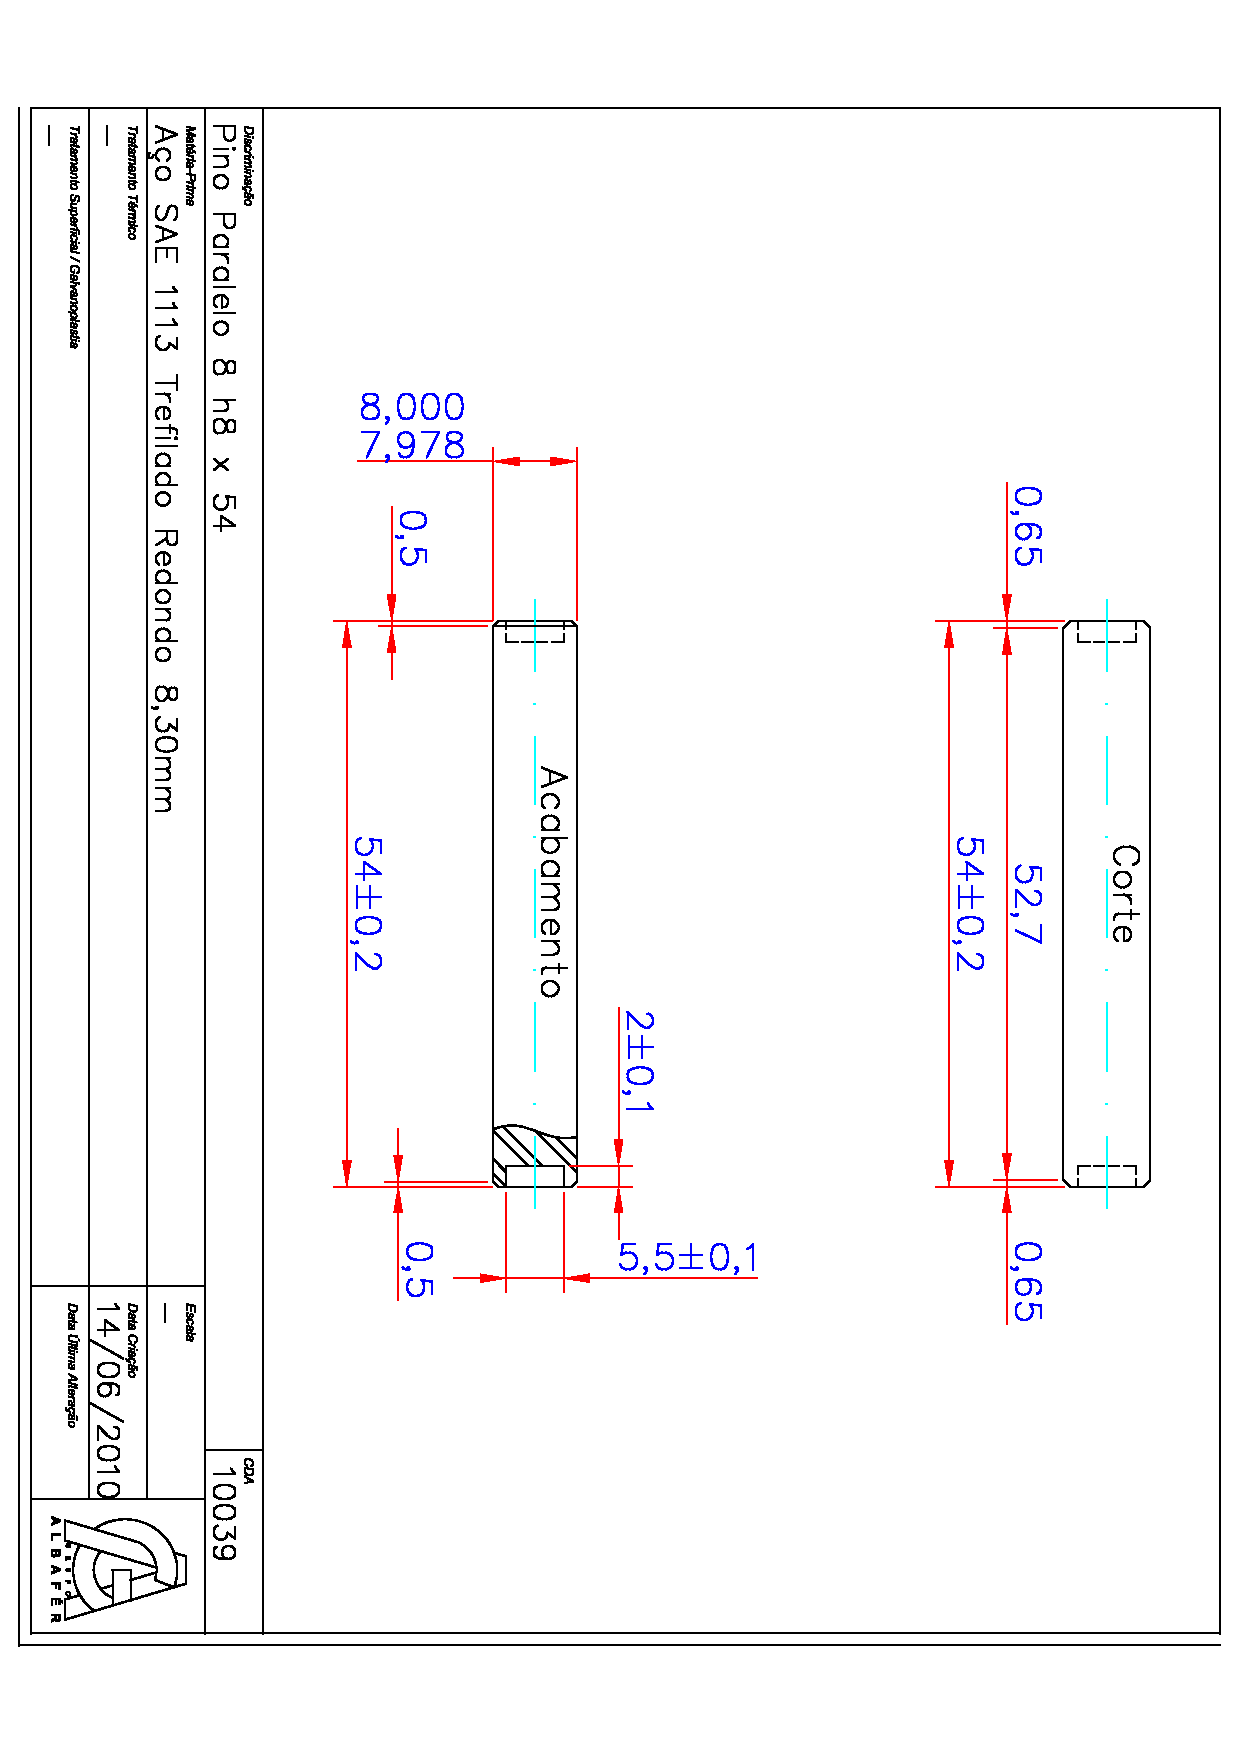 Corte
0,65
52,7
0,65
54±0,2
2±0,1
5,5±0,1
Acabamento
8,000
7,978
0,5
0,5
54±0,2
Discriminação
Pino Paralelo 8 h8 x 54
CDA
10039
Matéria-Prima
Aço SAE 1113 Trefilado Redondo 8,30mm
Escala
—
Tratamento Térmico
—
Data Criação
14/06/2010
Tratamento Superficial / Galvanoplastia
—
Data Última Alteração
ALBAFÉR